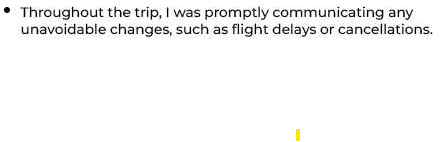 • Throughout the trip, I was promptly communicating any
unavoidable changes, such as flight delays or cancellations.